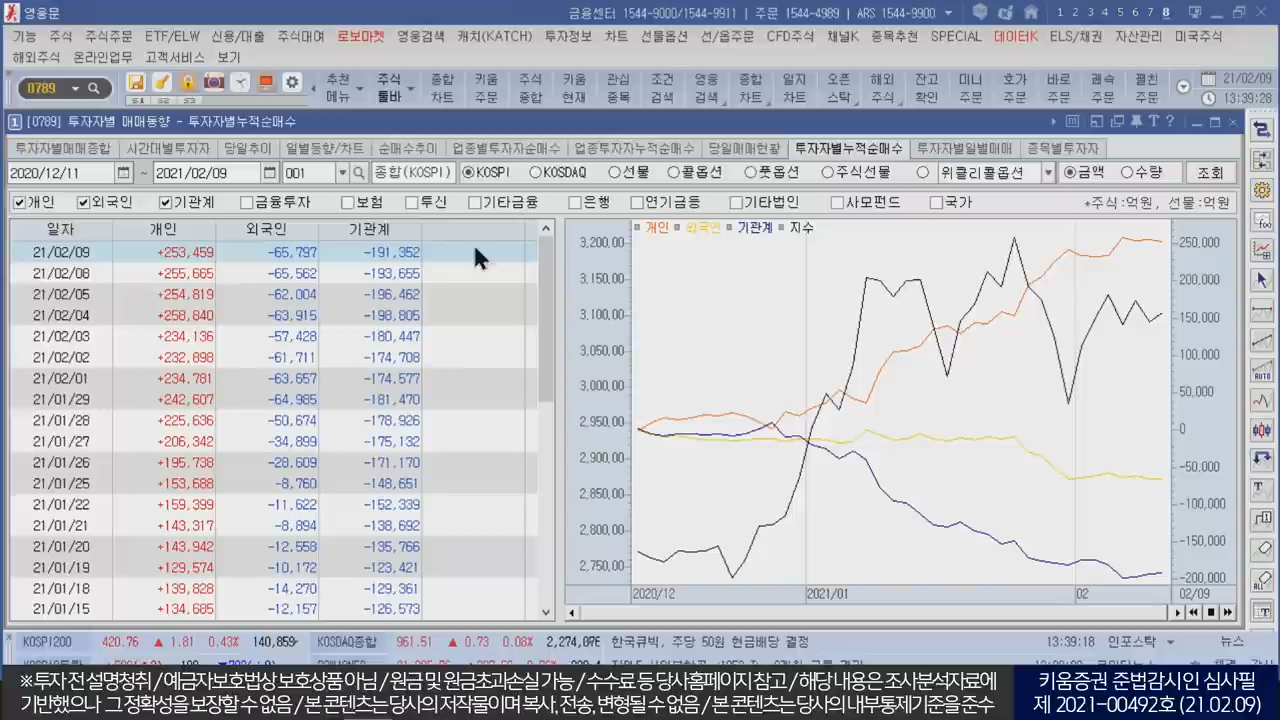 영웅문 금융센터 1544-9000/1544-9911 | 주문 1544-4989 | ARS 1544-9900 1 2 3 4 5 6 7 8
기능 주식 주식주문 ETF/ELW 신용/대출 주식대여 로보마켓 영웅검색 캐치(KATCH) 투자정보 차트 선물옵션 선/옵주문 CFD주식 채널K 종목추천 SPECIAL 데이터K ELS/채권 자산관리 미국주식
해외주식 온라인업무 고객서비스 보기
0789 추천 주식 종합 키움 주식 키움 관심 조건 영웅 종합 일지 오픈 해외 잔고 미니 호가 바로 쾌속 펼친 21/02/09
메뉴 툴바 차트 주문 종합 현재 종목 검색 검색 차트 차트 스탁 주식 확인 주문 주문 주문 주문 주문 13:39:28
1 [0789] 투자자별 매매동향 - 투자자별누적순매수
투자자별매매종합 시간대별투자자 당일추이 일별동향/차트 순매수추이 업종별투자자순매수 업종투자자누적순매수 당일매매현황 투자자별누적순매수 투자자별일별매매 종목별투자자
2020/12/11 ~ 2021/02/09 001 종합(KOSPI) KOSPI KOSDAQ 선물 콜옵션 풋옵션 주식선물 위클리콜옵션 금액 수량 조회
개인 외국인 기관계 금융투자 보험 투신 기타금융 은행 연기금등 기타법인 사모펀드 국가 *주식:억원, 선물:억원
일자 개인 외국인 기관계
21/02/09 +253,459 -65,797 -191,352
21/02/08 +255,665 -65,562 -193,655
21/02/05 +254,819 -62,004 -196,462
21/02/04 +258,840 -63,915 -198,805
21/02/03 +234,136 -57,428 -180,447
21/02/02 +232,898 -61,711 -174,708
21/02/01 +234,781 -63,657 -174,577
21/01/29 +242,607 -64,985 -181,470
21/01/28 +225,636 -50,674 -178,926
21/01/27 +206,342 -34,899 -175,132
21/01/26 +195,738 -28,609 -171,170
21/01/25 +153,688 -8,760 -148,651
21/01/22 +159,399 -11,622 -152,339
21/01/21 +143,317 -8,894 -138,692
21/01/20 +143,942 -12,558 -135,766
21/01/19 +129,574 -10,172 -123,421
21/01/18 +139,828 -14,270 -129,361
21/01/15 +134,685 -12,157 -126,573
개인 외국인 기관계 지수
3,200.00 250,000
3,150.00 200,000
3,100.00 150,000
3,050.00 100,000
3,000.00 50,000
2,950.00 0
2,900.00 -50,000
2,850.00 -100,000
2,800.00 -150,000
2,750.00 -200,000
2020/12 2021/01 02 02/09
AUTO
ALL
KOSPI200 420.76 ▲ 1.81 0.43% 140,859 KOSDAQ종합 961.51 ▲ 0.73 0.08% 2,274,076 한국큐빅, 주당 50원 현금배당 결정 13:39:18 인포스탁 뉴스
※ 투자 전 설명청취 / 예금자보호법상 보호상품 아님 / 원금 및 원금초과손실 가능 / 수수료 등 당사홈페이지 참고 / 해당 내용은 조사분석자료에
기반했으나 그 정확성을 보장할 수 없음 / 본 콘텐츠는 당사의 저작물이며 복사, 전송, 변형될 수 없음 / 본 콘텐츠는 당사의 내부통제기준을 준수
키움증권 준법감시인 심사필
제 2021-00492호 (21.02.09)